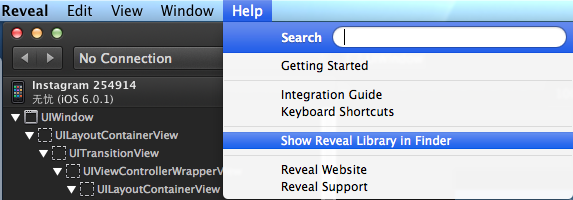 Reveal Edit View Window Help
Search
No Connection
Getting Started
Instagram 254914
无忧 (iOS 6.0.1)
Integration Guide
Keyboard Shortcuts
UIWindow
UILayoutContainerView
Show Reveal Library in Finder
UITransitionView
UIViewControllerWrapperV
Reveal Website
UILayoutContainerView
Reveal Support